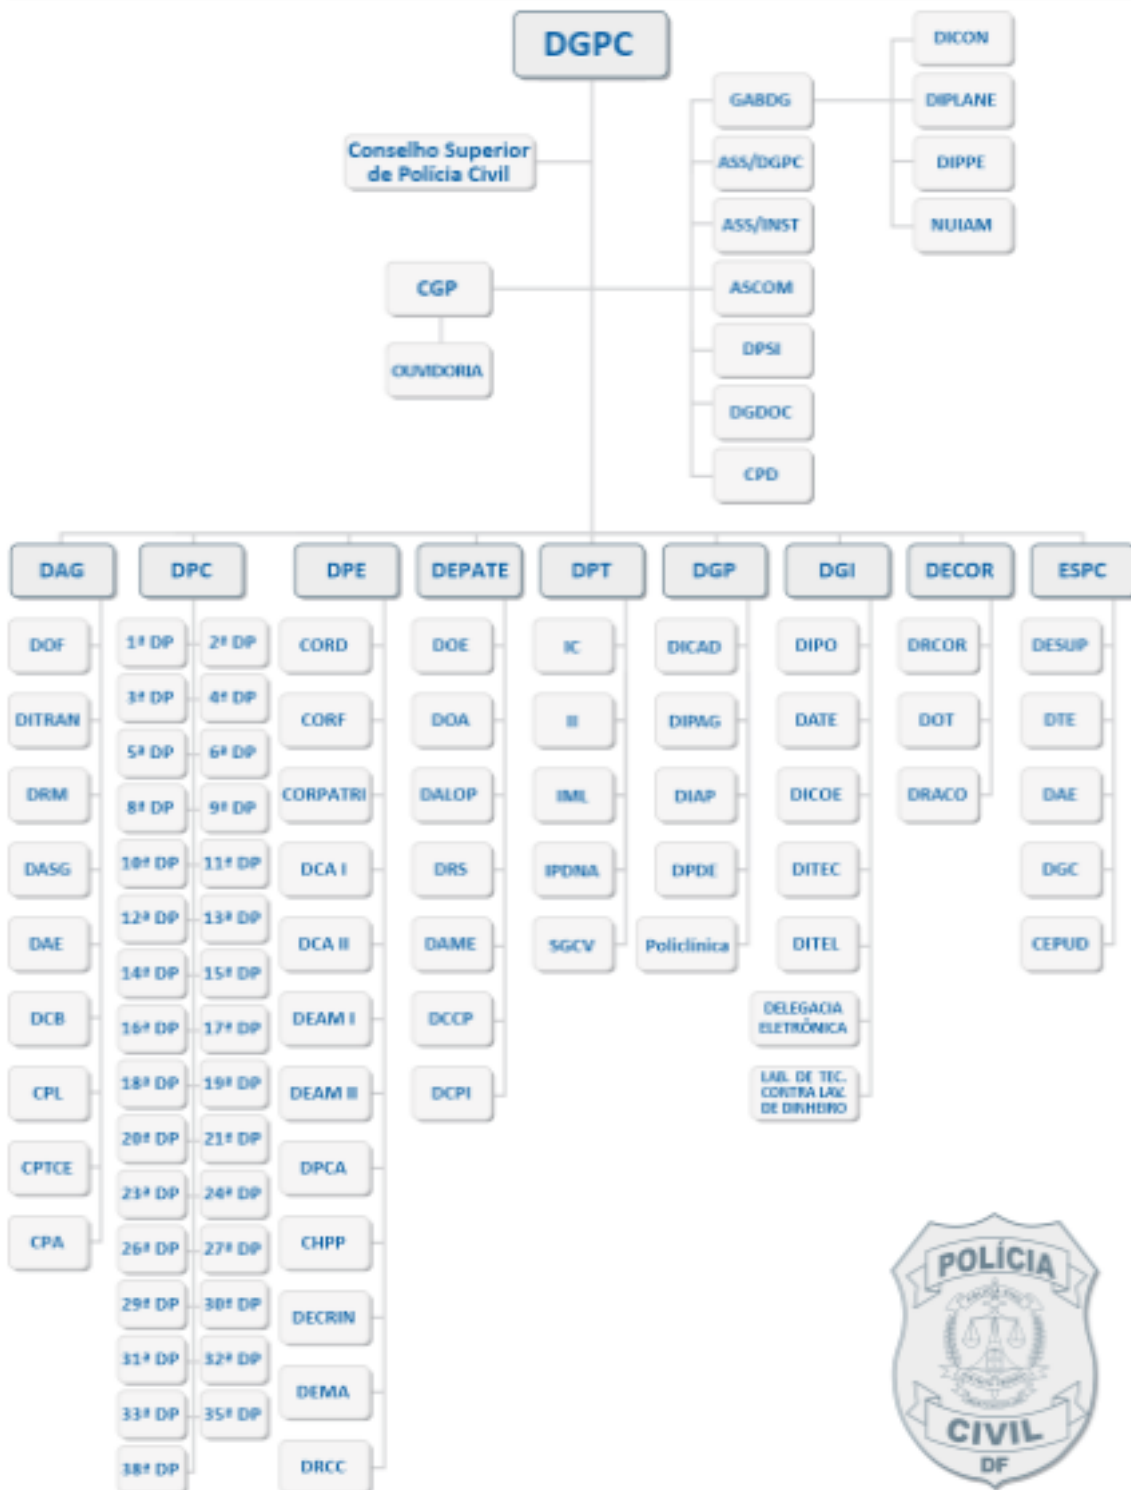 DGPC
DICON
GABDG
DIPLANE
Conselho Superior
de Polícia Civil
ASS/DGPC
DIPPE
ASS/INST
NUIAM
CGP
ASCOM
OUVIDORIA
DPSI
DGDOC
CPD
DAG
DPC
DPE
DEPATE
DPT
DGP
DGI
DECOR
ESPC
DOF
DITRAN
DRM
DASG
DAE
DCB
CPL
CPTCE
CPA
1ª DP 2ª DP
3ª DP 4ª DP
5ª DP 6ª DP
8ª DP 9ª DP
10ª DP 11ª DP
12ª DP 13ª DP
14ª DP 15ª DP
16ª DP 17ª DP
18ª DP 19ª DP
20ª DP 21ª DP
23ª DP 24ª DP
26ª DP 27ª DP
29ª DP 30ª DP
31ª DP 32ª DP
33ª DP 35ª DP
38ª DP
CORD
CORF
CORPATRI
DCA I
DCA II
DEAM I
DEAM II
DPCA
CHPP
DECRIN
DEMA
DRCC
DOE
DOA
DALOP
DRS
DAME
DCCP
DCPI
IC
II
IML
IPDNA
SGCV
DICAD
DIPAG
DIAP
DPDE
Policlínica
DIPO
DATE
DICOE
DITEC
DITEL
DELEGACIA
ELETRÔNICA
LAB. DE TEC.
CONTRA LAV.
DE DINHEIRO
DRCOR
DOT
DRACO
DESUP
DTE
DAE
DGC
CEPUD
POLÍCIA
CIVIL
DF